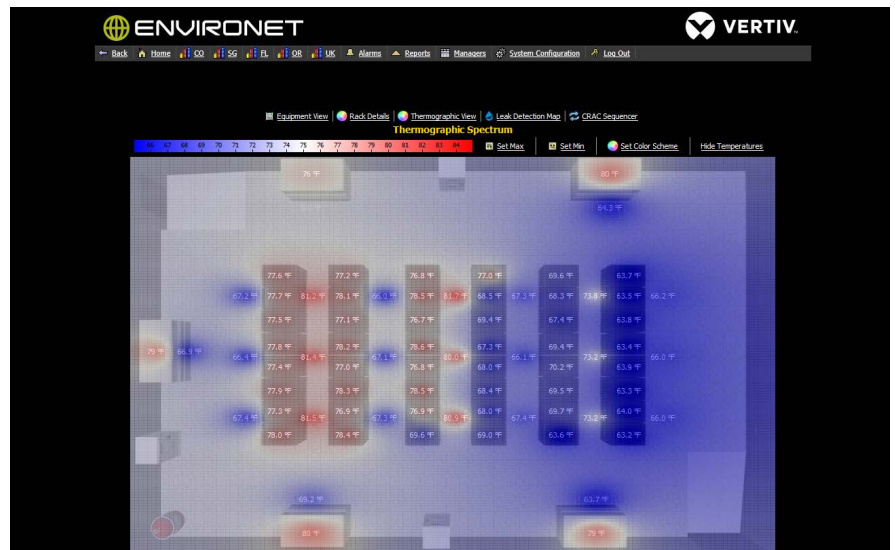 ENVIRONET
VERTIV™
Back Home CO SG FL OR UK Alarms Reports Managers System Configuration Log Out
Equipment View Rack Details Thermographic View Leak Detection Map CRAC Sequencer
Thermographic Spectrum
66 67 68 69 70 71 72 73 74 75 76 77 78 79 80 81 82 83 84 Set Max Set Min Set Color Scheme Hide Temperatures
76 °F 80 °F
64.3 °F
77.6 °F 77.2 °F 76.8 °F 77.0 °F 69.6 °F 63.7 °F
67.2 °F 77.7 °F 81.2 °F 78.1 °F 66.0 °F 78.5 °F 81.7 °F 68.5 °F 67.3 °F 68.3 °F 73.8 °F 63.5 °F 66.2 °F
77.5 °F 77.1 °F 76.7 °F 69.4 °F 67.4 °F 63.8 °F
77.8 °F 78.2 °F 78.6 °F 67.3 °F 69.4 °F 63.4 °F
79 °F 66.9 °F 66.4 °F 81.4 °F 67.1 °F 80.0 °F 66.1 °F 73.2 °F 66.0 °F
77.4 °F 77.0 °F 76.8 °F 68.0 °F 70.2 °F 63.9 °F
77.9 °F 78.3 °F 78.5 °F 68.4 °F 69.5 °F 63.3 °F
77.3 °F 76.9 °F 76.9 °F 68.0 °F 69.7 °F 64.0 °F
67.4 °F 81.5 °F 67.3 °F 80.9 °F 67.4 °F 73.2 °F 66.0 °F
78.0 °F 78.4 °F 69.6 °F 69.0 °F 63.6 °F 63.2 °F
69.2 °F 63.7 °F
80 °F 79 °F